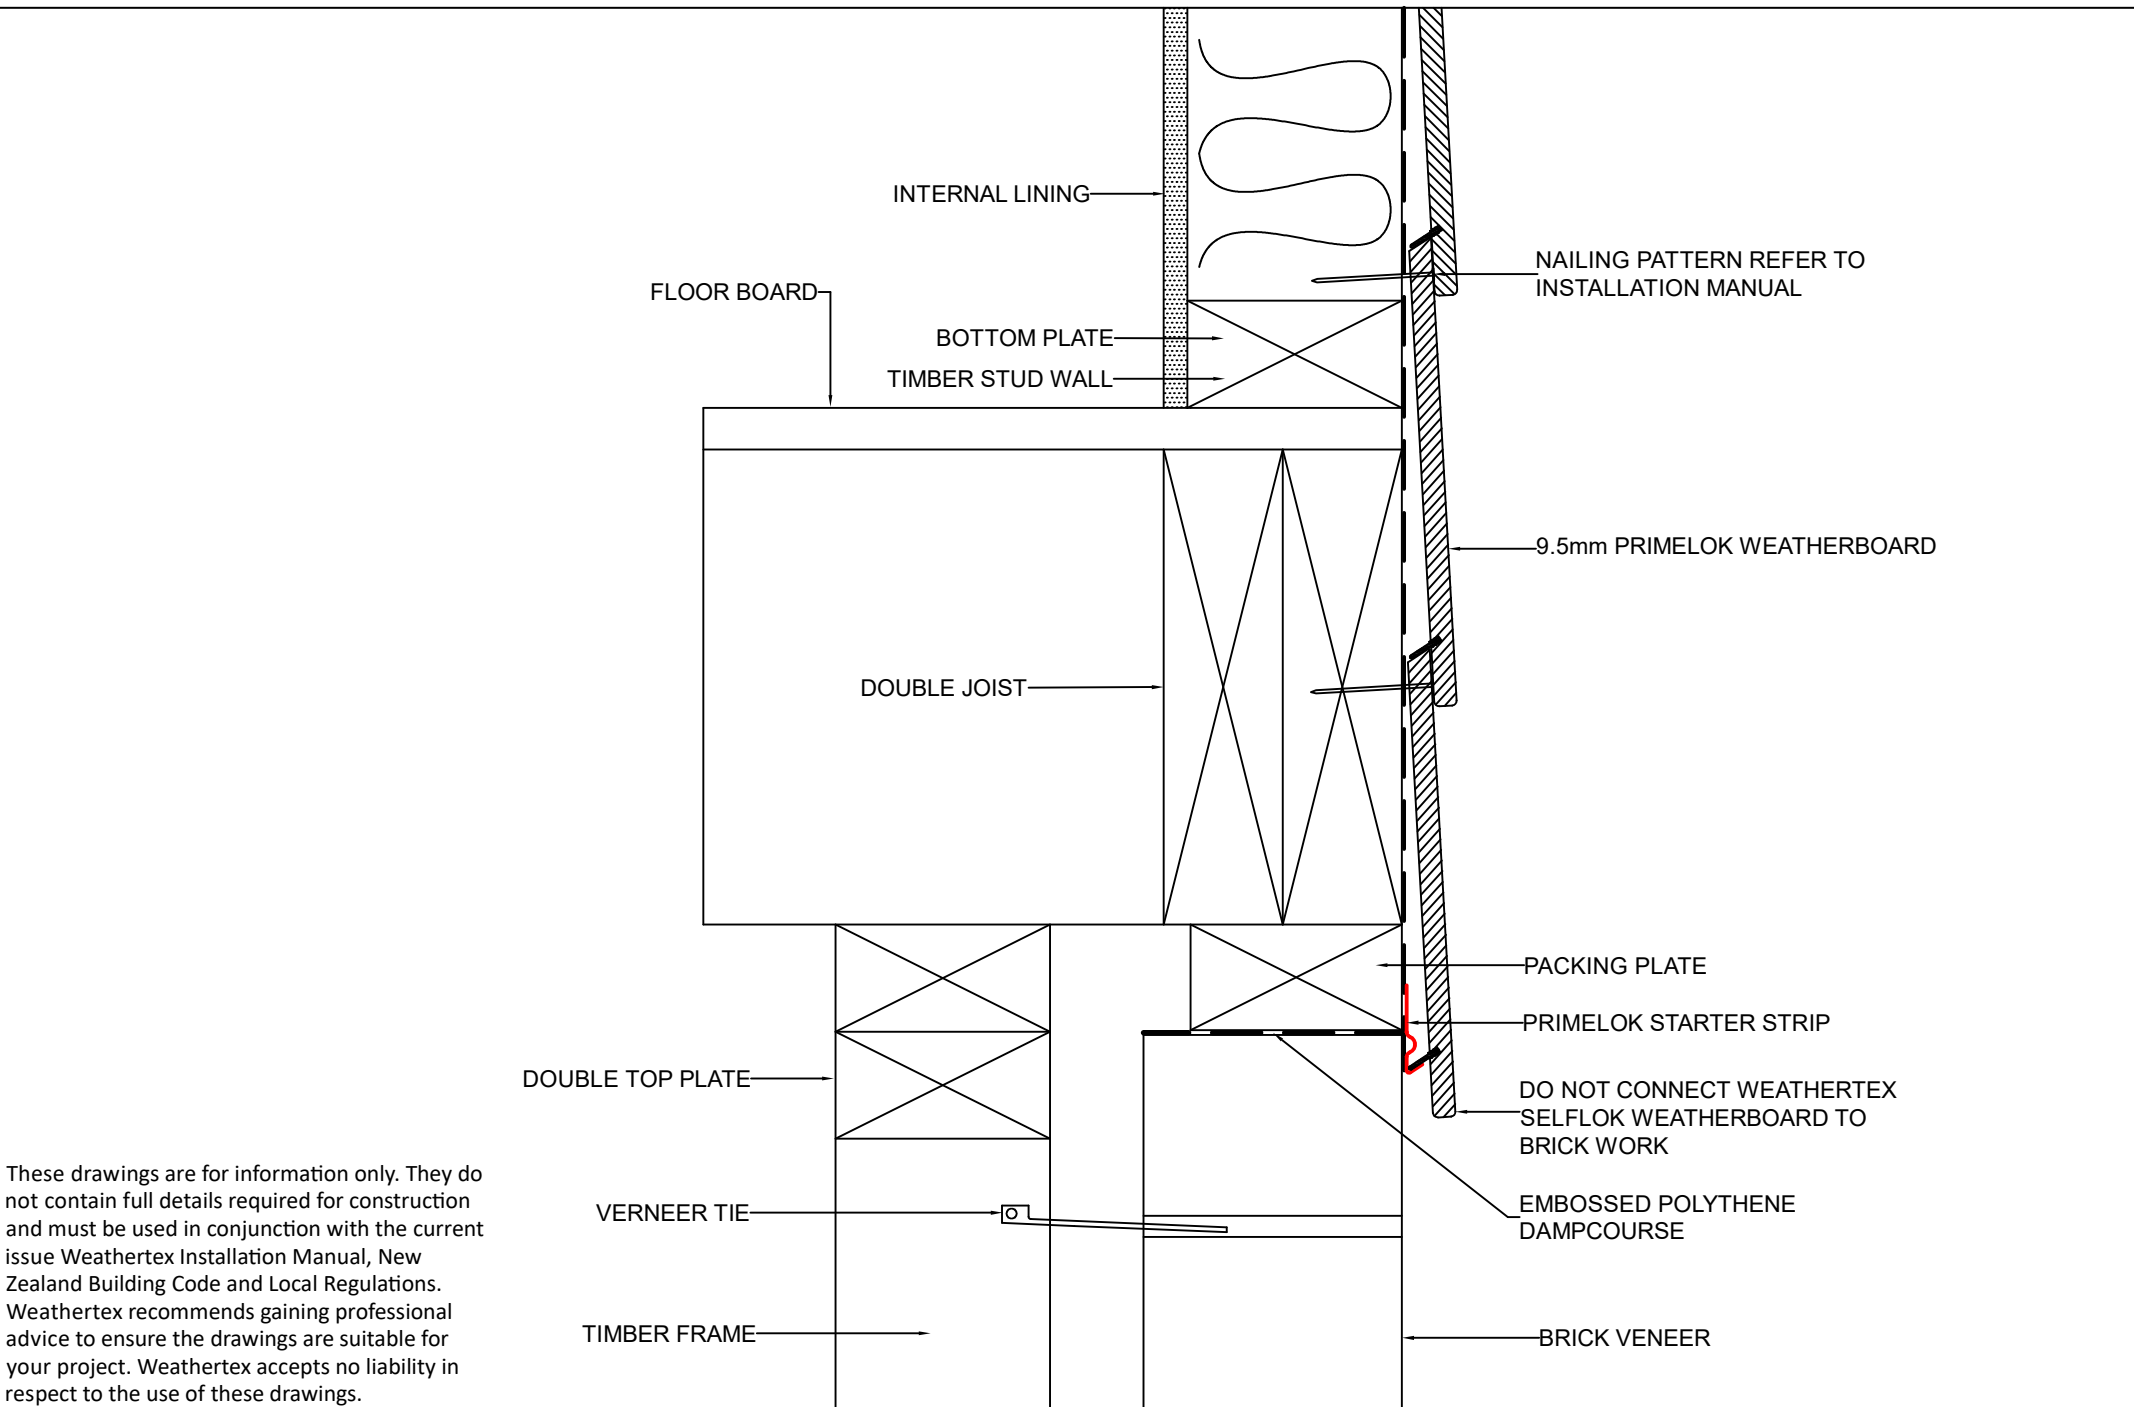 INTERNAL LINING
NAILING PATTERN REFER TO
INSTALLATION MANUAL
FLOOR BOARD
BOTTOM PLATE
TIMBER STUD WALL
9.5mm PRIMELOK WEATHERBOARD
DOUBLE JOIST
PACKING PLATE
PRIMELOK STARTER STRIP
DOUBLE TOP PLATE
DO NOT CONNECT WEATHERTEX
SELFLOK WEATHERBOARD TO
BRICK WORK
EMBOSSED POLYTHENE
DAMPCOURSE
VERNEER TIE
TIMBER FRAME
BRICK VENEER
These drawings are for information only. They do
not contain full details required for construction
and must be used in conjunction with the current
issue Weathertex Installation Manual, New
Zealand Building Code and Local Regulations.
Weathertex recommends gaining professional
advice to ensure the drawings are suitable for
your project. Weathertex accepts no liability in
respect to the use of these drawings.